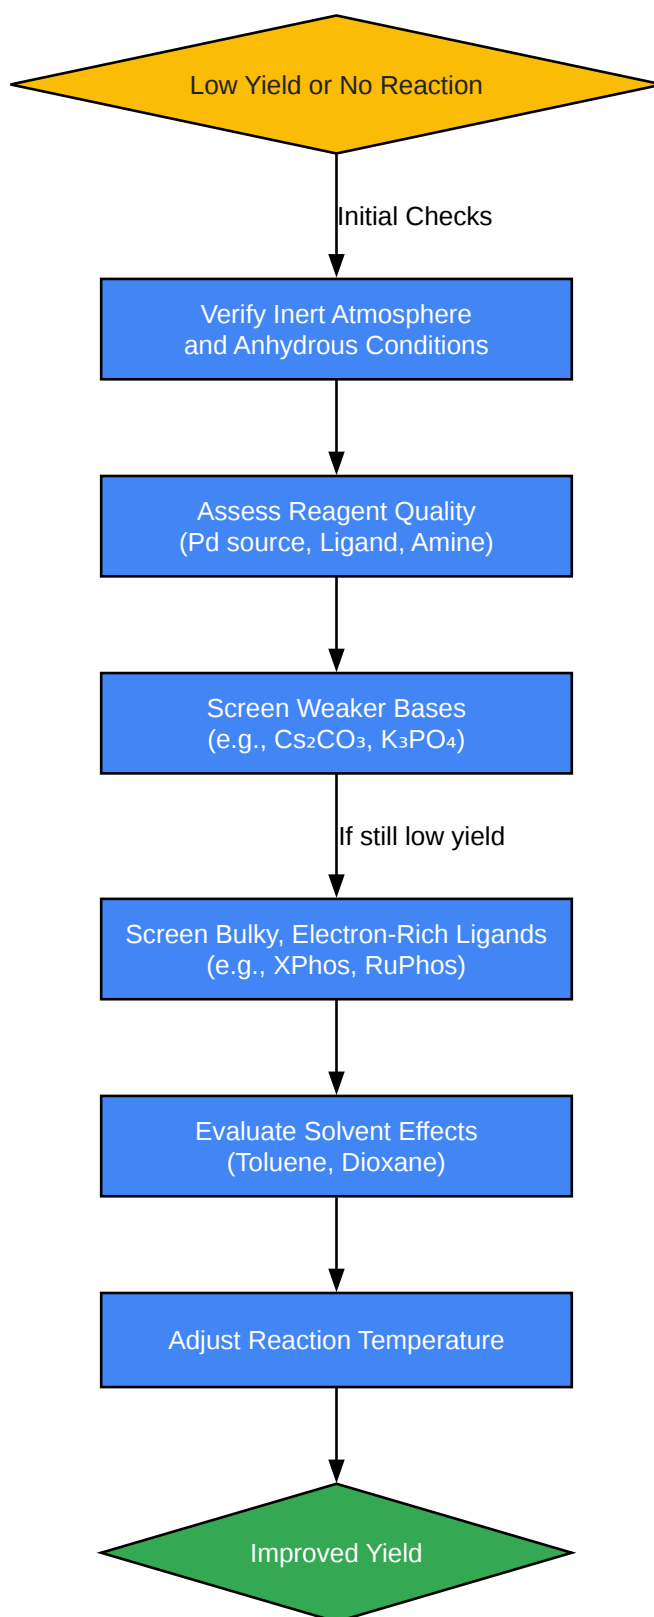 Low Yield or No Reaction
Initial Checks
Verify Inert Atmosphere
and Anhydrous Conditions
Assess Reagent Quality
(Pd source, Ligand, Amine)
Screen Weaker Bases
(e.g., Cs₂CO₃, K₃PO₄)
If still low yield
Screen Bulky, Electron-Rich Ligands
(e.g., XPhos, RuPhos)
Evaluate Solvent Effects
(Toluene, Dioxane)
Adjust Reaction Temperature
Improved Yield